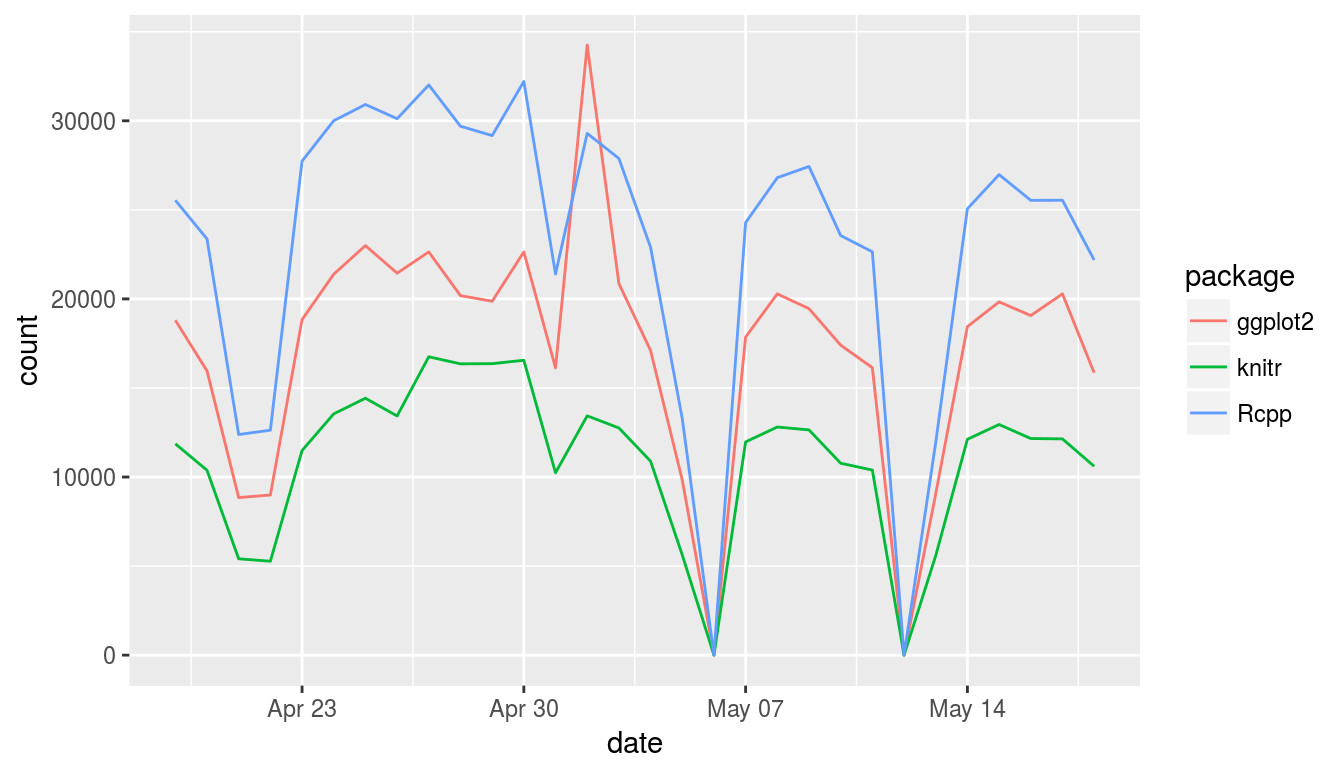 30000
20000
10000
0
count
Apr 23
Apr 30
May 07
May 14
date
package
ggplot2
knitr
Rcpp